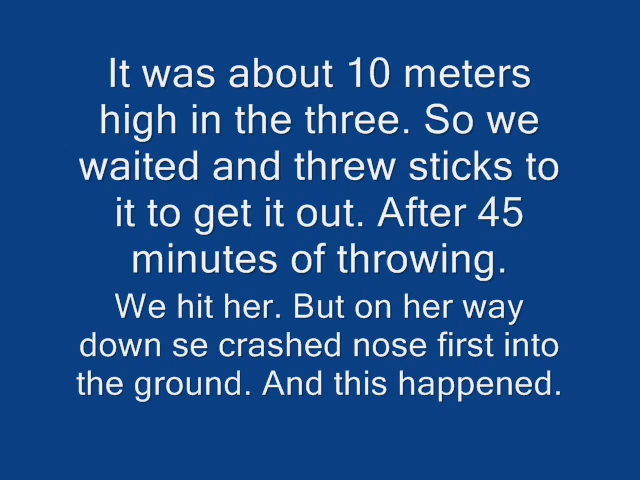 It was about 10 meters
high in the three. So we
waited and threw sticks to
it to get it out. After 45
minutes of throwing.
We hit her. But on her way
down se crashed nose first into
the ground. And this happened.